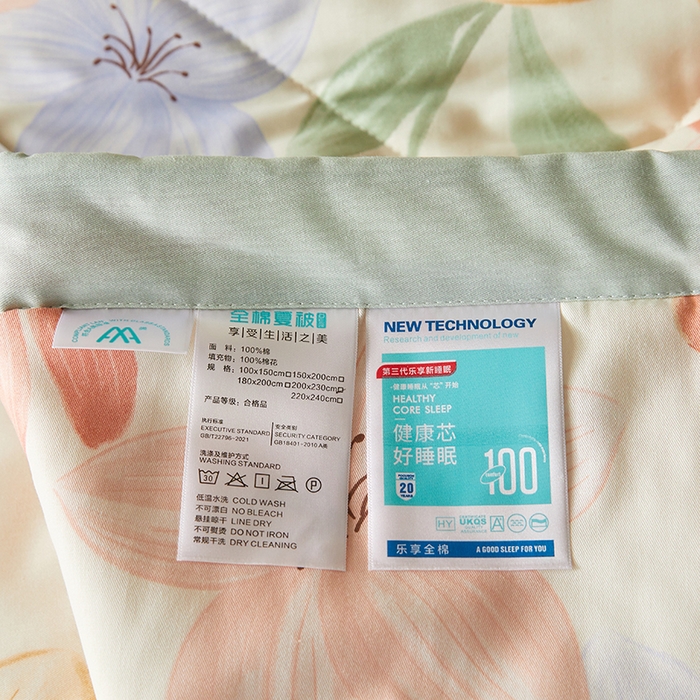 全棉夏被
享受生活之美
面 料：100%棉
填充物：100%棉花
规 格：100x150cm□150x200cm□
180x200cm□200x230cm□
220x240cm□
产品等级：合格品
执行标准
EXECUTIVE STANDARD
GB/T22796-2021
安全类别
SECURITY CATEGORY
GB18401-2010 A类
洗涤及维护方式
WASHING STANDARD
30
P
低温水洗 COLD WASH
不可漂白 NO BLEACH
悬挂晾干 LINE DRY
不可熨烫 DO NOT IRON
常规干洗 DRY CLEANING
NEW TECHNOLOGY
Research and development of care
第三代乐享新睡眠
·健康睡眠从“芯”开始
HEALTHY
CORE SLEEP
健康芯
好睡眠
100
20
HY
UKQS
乐享全棉
A GOOD SLEEP FOR YOU